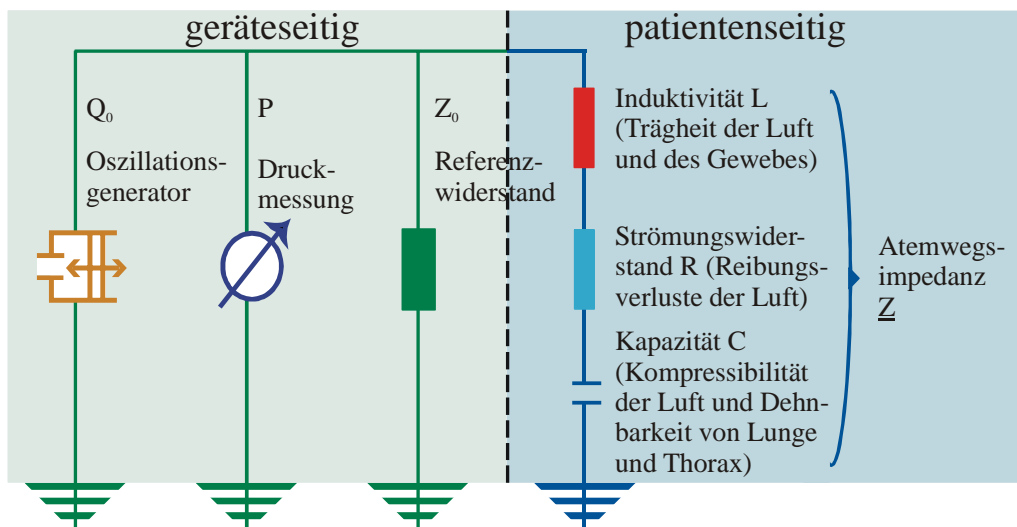 geräteseitig
patientenseitig
Q₀
Oszillations-
generator
P
Druck-
messung
Z₀
Referenz-
widerstand
Induktivität L
(Trägheit der Luft
und des Gewebes)
Strömungswider-
stand R (Reibungs-
verluste der Luft)
Kapazität C
(Kompressibilität
der Luft und Dehn-
barkeit von Lunge
und Thorax)
Atemwegs-
impedanz
Z